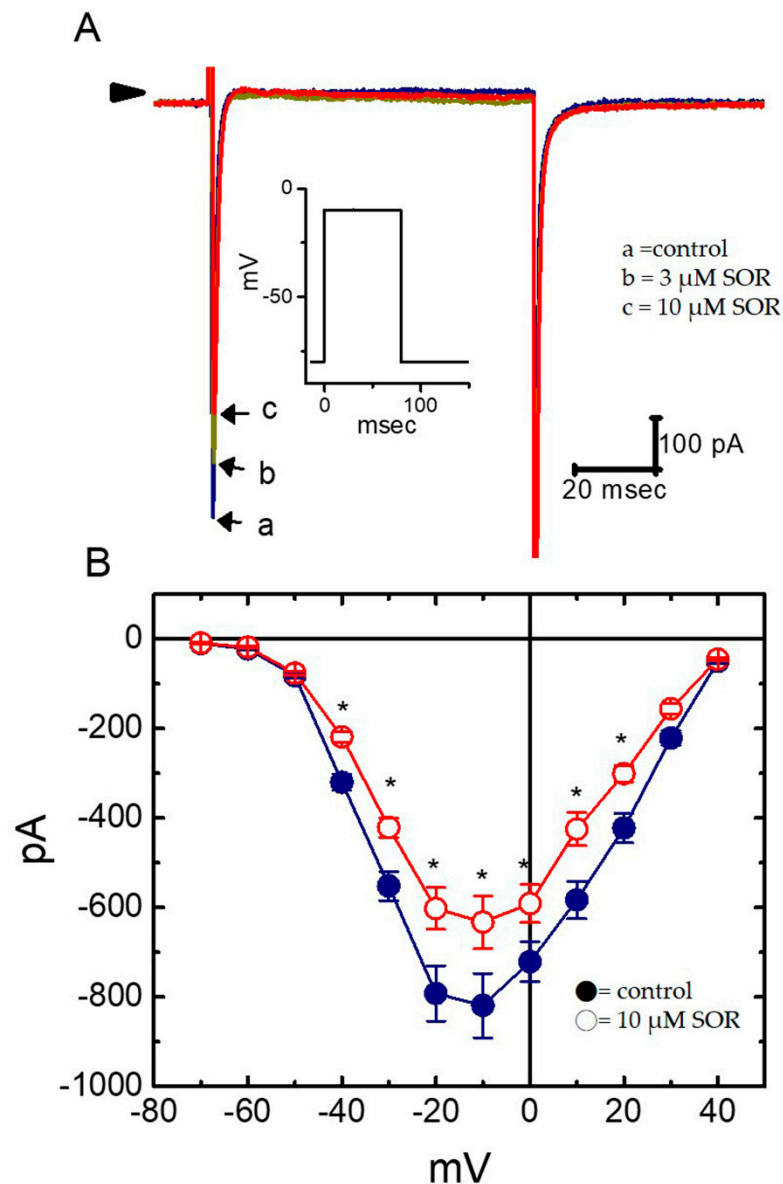 A
0
-50
mV
0 100
msec
a =control
b = 3 μM SOR
c = 10 μM SOR
c
b
a
100 pA
20 msec
B
0
-200
-400
-600
-800
-1000
pA
* * * * * * *
*
= control
= 10 μM SOR
-80 -60 -40 -20 0 20 40
mV